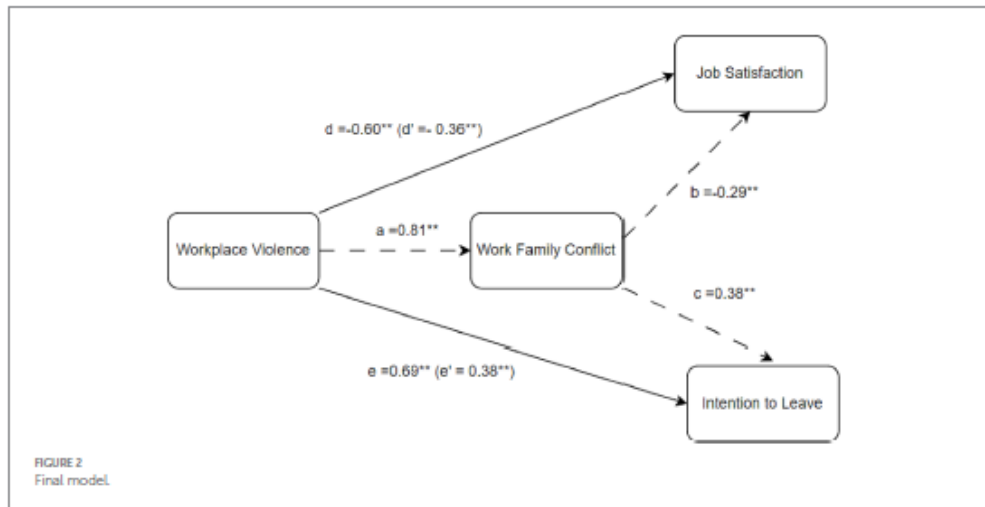 Job Satisfaction
d =-0.60** (d' =- 0.36**)
b =-0.29**
a =0.81**
Workplace Violence
Work Family Conflict
c =0.38**
e =0.69** (e' = 0.38**)
Intention to Leave
FIGURE 2
Final model.